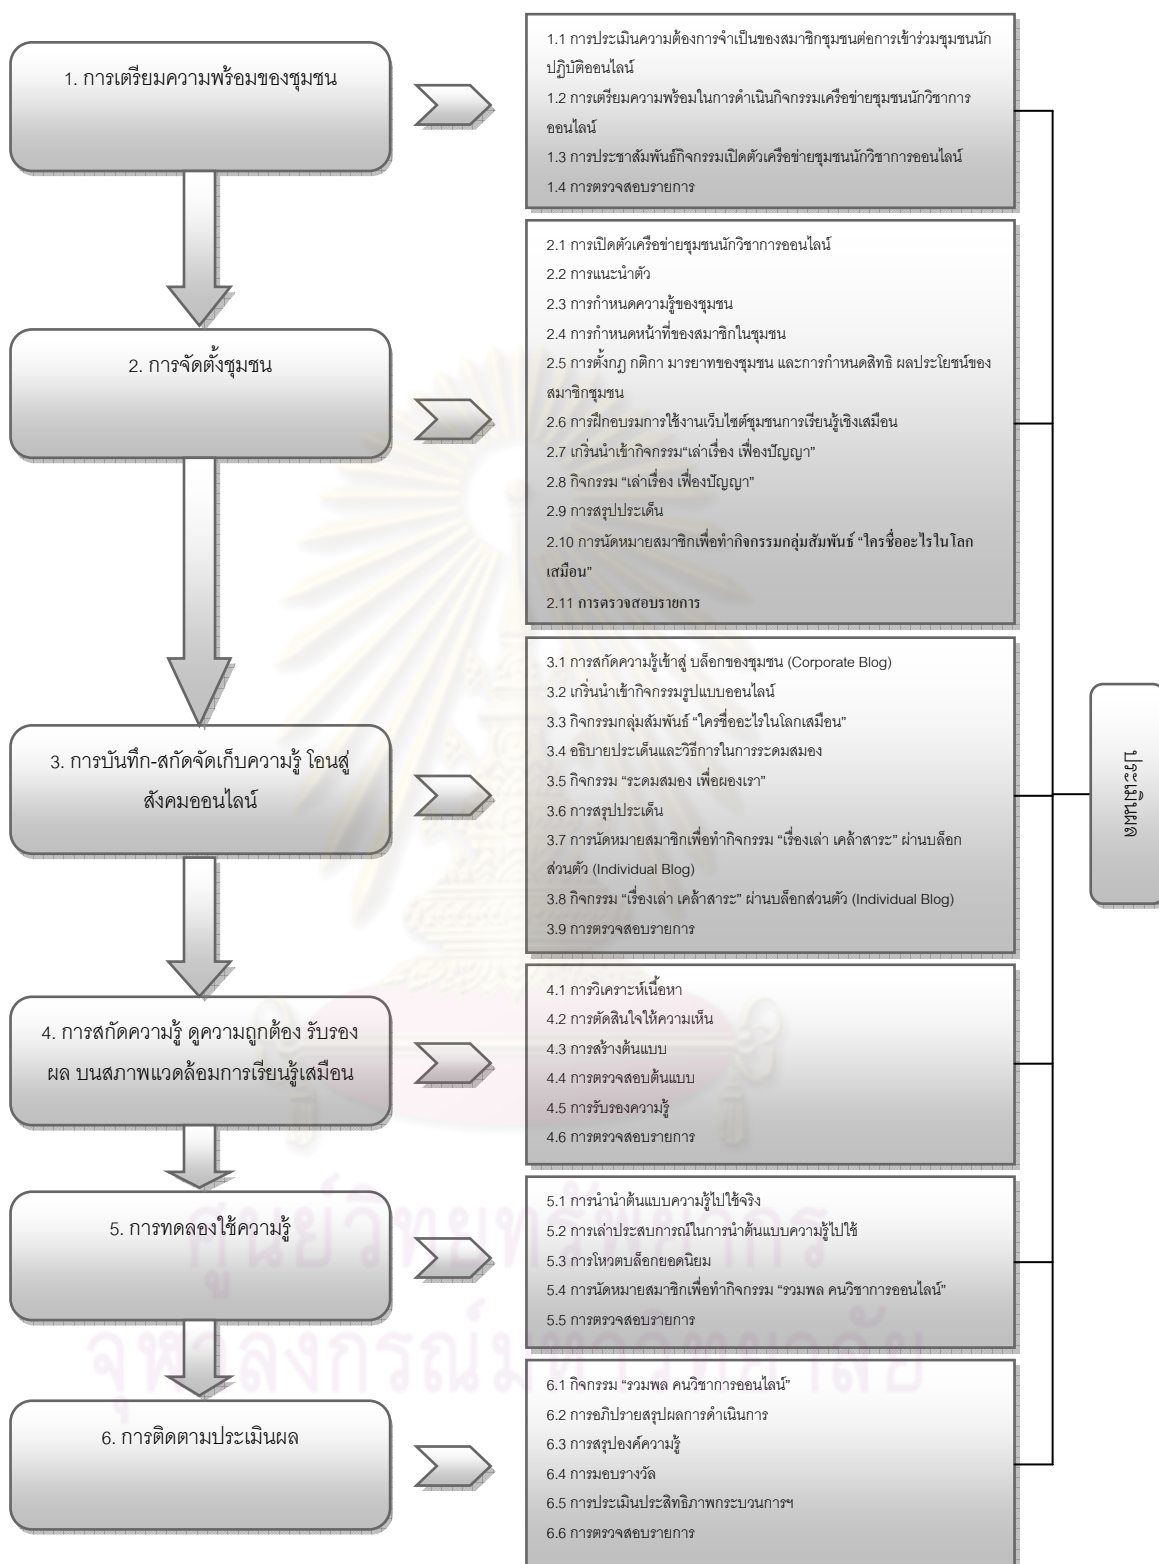 1. การเตรียมความพร้อมของชุมชน
1.1 การประเมินความต้องการจำเป็นของสมาชิกชุมชนต่อการเข้าร่วมชุมชนนัก
ปฏิบัติออนไลน์
1.2 การเตรียมความพร้อมในการดำเนินกิจกรรมเครือข่ายชุมชนนักวิชาการ
ออนไลน์
1.3 การประชาสัมพันธ์กิจกรรมเปิดตัวเครือข่ายชุมชนนักวิชาการออนไลน์
1.4 การตรวจสอบรายการ
2. การจัดตั้งชุมชน
2.1 การเปิดตัวเครือข่ายชุมชนนักวิชาการออนไลน์
2.2 การแนะนำตัว
2.3 การกำหนดความรู้ของชุมชน
2.4 การกำหนดหน้าที่ของสมาชิกในชุมชน
2.5 การตั้งกฎ กติกา มารยาทของชุมชน และการกำหนดสิทธิ ผลประโยชน์ของ
สมาชิกชุมชน
2.6 การฝึกอบรมการใช้งานเว็บไซต์ชุมชนการเรียนรู้เชิงเสมือน
2.7 เกริ่นนำเข้ากิจกรรม“เล่าเรื่อง เฟื่องปัญญา”
2.8 กิจกรรม “เล่าเรื่อง เฟื่องปัญญา”
2.9 การสรุปประเด็น
2.10 การนัดหมายสมาชิกเพื่อทำกิจกรรมกลุ่มสัมพันธ์ “ใครชื่ออะไรในโลก
เสมือน”
2.11 การตรวจสอบรายการ
3. การบันทึก-สกัดจัดเก็บความรู้ โอนสู่
สังคมออนไลน์
3.1 การสกัดความรู้เข้าสู่ บล็อกของชุมชน (Corporate Blog)
3.2 เกริ่นนำเข้ากิจกรรมรูปแบบออนไลน์
3.3 กิจกรรมกลุ่มสัมพันธ์ “ใครชื่ออะไรในโลกเสมือน”
3.4 อธิบายประเด็นและวิธีการในการระดมสมอง
3.5 กิจกรรม “ระดมสมอง เพื่อผองเรา”
3.6 การสรุปประเด็น
3.7 การนัดหมายสมาชิกเพื่อทำกิจกรรม “เรื่องเล่า เคล้าสาระ” ผ่านบล็อก
ส่วนตัว (Individual Blog)
3.8 กิจกรรม “เรื่องเล่า เคล้าสาระ” ผ่านบล็อกส่วนตัว (Individual Blog)
3.9 การตรวจสอบรายการ
4. การสกัดความรู้ ดูความถูกต้อง รับรอง
ผล บนสภาพแวดล้อมการเรียนรู้เสมือน
4.1 การวิเคราะห์เนื้อหา
4.2 การตัดสินใจให้ความเห็น
4.3 การสร้างต้นแบบ
4.4 การตรวจสอบต้นแบบ
4.5 การรับรองความรู้
4.6 การตรวจสอบรายการ
5. การทดลองใช้ความรู้
5.1 การนำนำต้นแบบความรู้ไปใช้จริง
5.2 การเล่าประสบการณ์ในการนำต้นแบบความรู้ไปใช้
5.3 การโหวตบล็อกยอดนิยม
5.4 การนัดหมายสมาชิกเพื่อทำกิจกรรม “รวมพล คนวิชาการออนไลน์”
5.5 การตรวจสอบรายการ
6. การติดตามประเมินผล
6.1 กิจกรรม “รวมพล คนวิชาการออนไลน์”
6.2 การอภิปรายสรุปผลการดำเนินการ
6.3 การสรุปองค์ความรู้
6.4 การมอบรางวัล
6.5 การประเมินประสิทธิภาพกระบวนการฯ
6.6 การตรวจสอบรายการ
ประเมินผล
ศูนย์วิทยทรัพยากร
จุฬาลงกรณ์มหาวิทยาลัย